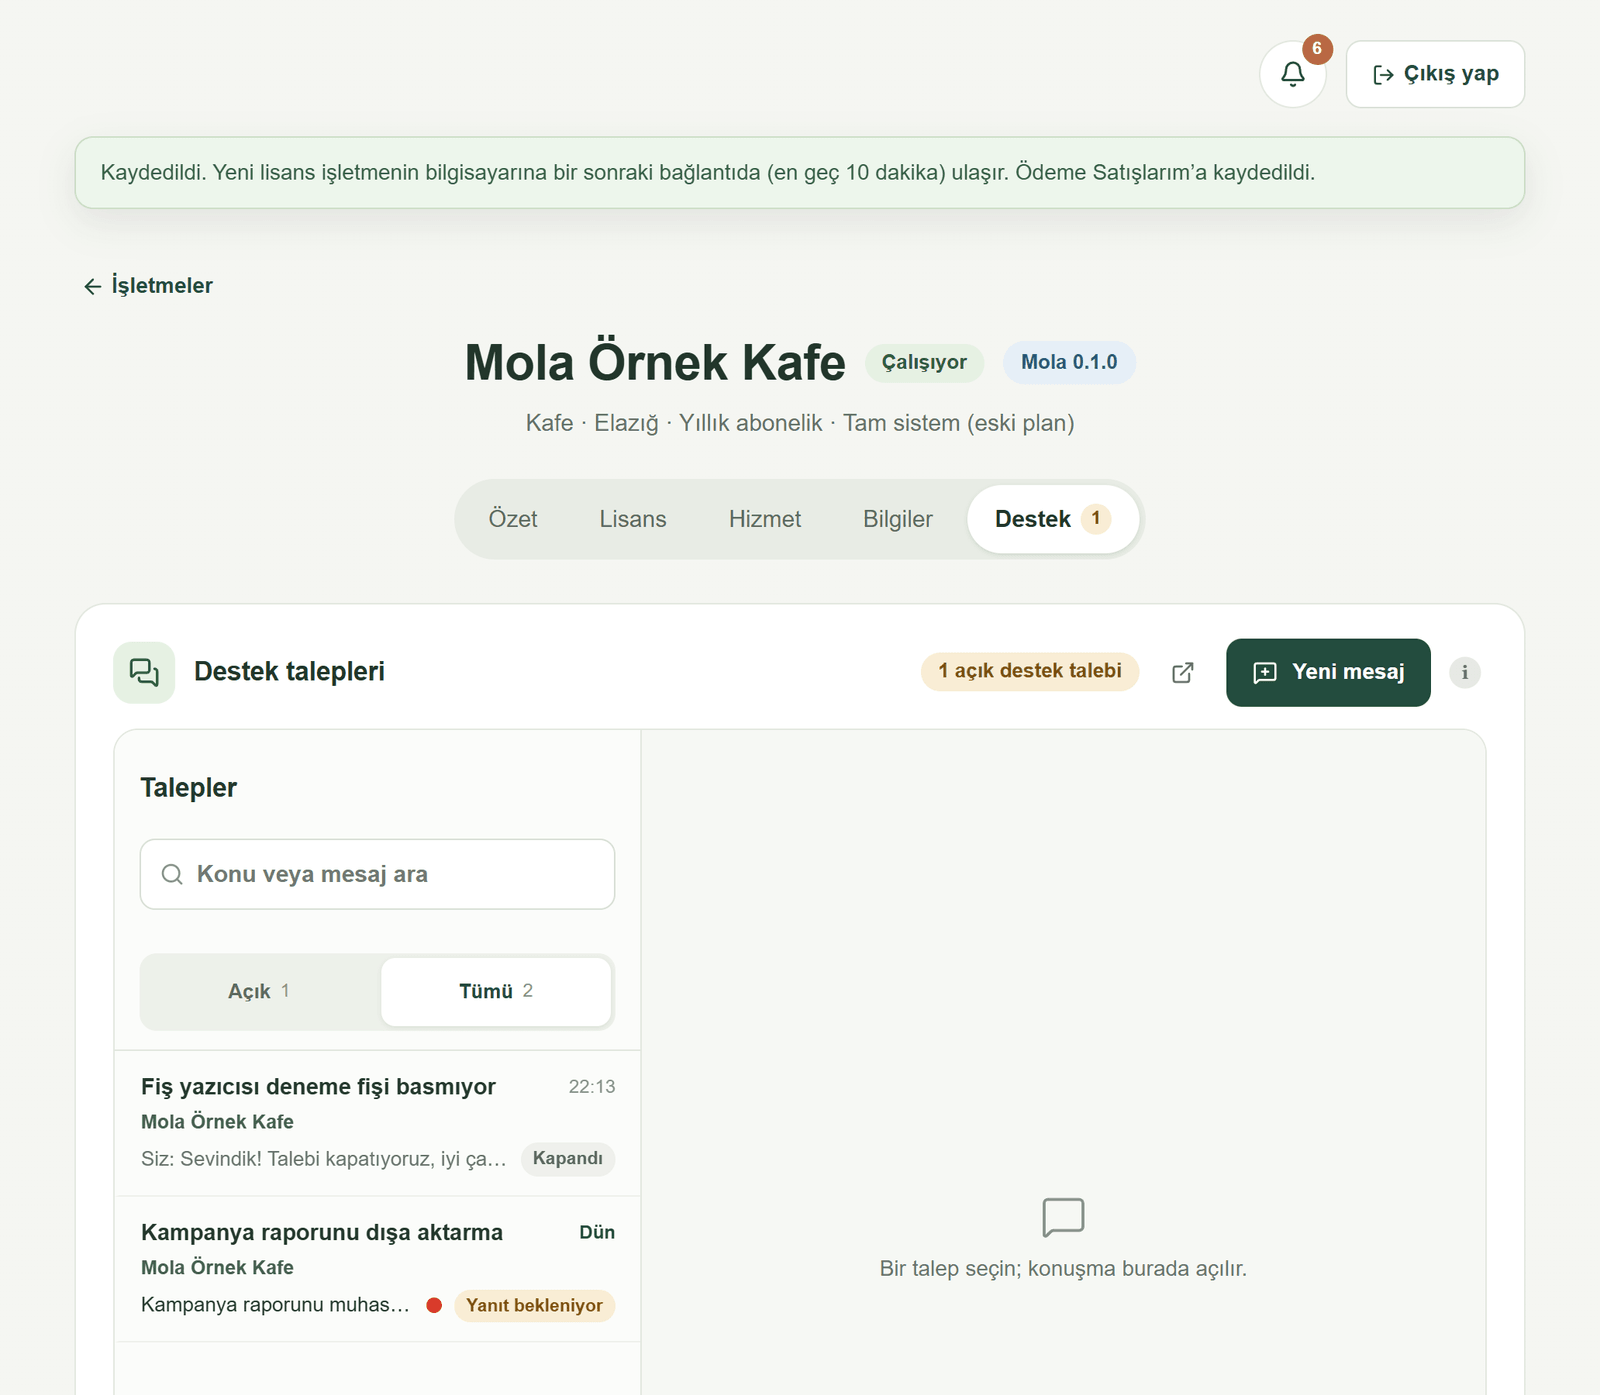 6
Çıkış yap
Kaydedildi. Yeni lisans işletmenin bilgisayarına bir sonraki bağlantıda (en geç 10 dakika) ulaşır. Ödeme Satışlarım’a kaydedildi.
İşletmeler
Mola Örnek Kafe Çalışıyor Mola 0.1.0
Kafe · Elazığ · Yıllık abonelik · Tam sistem (eski plan)
Özet Lisans Hizmet Bilgiler Destek 1
Destek talepleri 1 açık destek talebi Yeni mesaj i
Talepler
Konu veya mesaj ara
Açık 1 Tümü 2
Fiş yazıcısı deneme fişi basmıyor 22:13
Mola Örnek Kafe
Siz: Sevindik! Talebi kapatıyoruz, iyi ça... Kapandı
Kampanya raporunu dışa aktarma Dün
Mola Örnek Kafe
Kampanya raporunu muhas... Yanıt bekleniyor
Bir talep seçin; konuşma burada açılır.